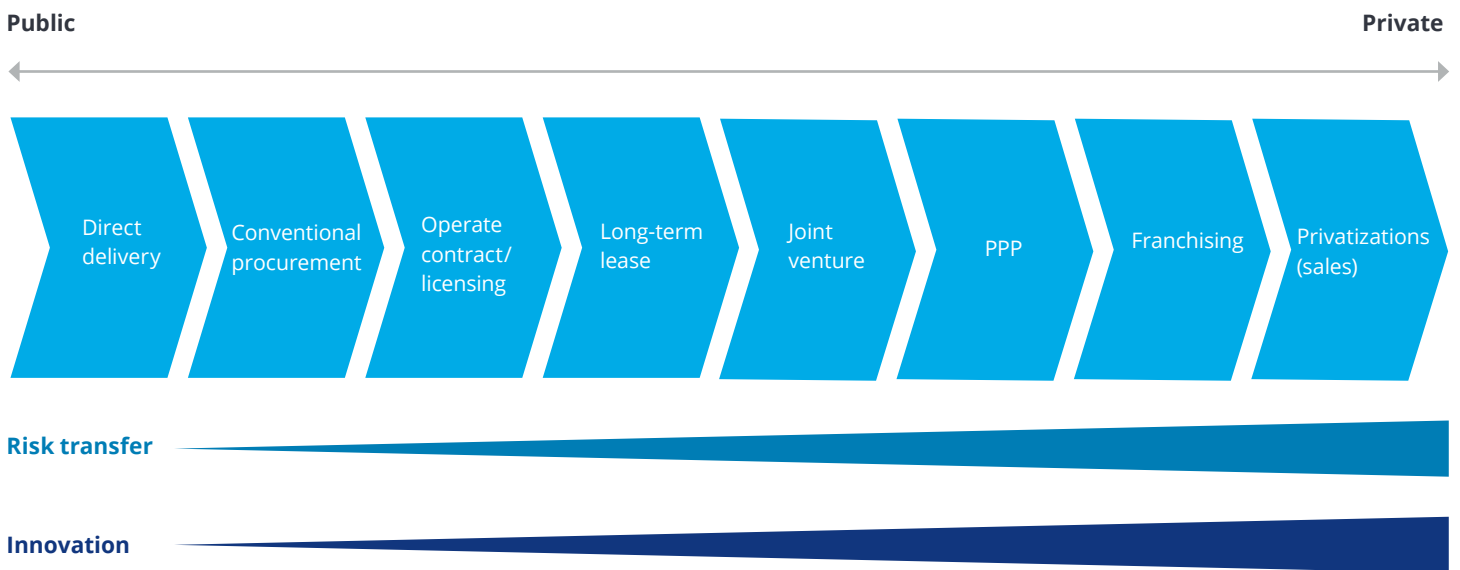 Public
Private
Direct
delivery
Conventional
procurement
Operate
contract/
licensing
Long-term
lease
Joint
venture
PPP
Franchising
Privatizations
(sales)
Risk transfer
Innovation